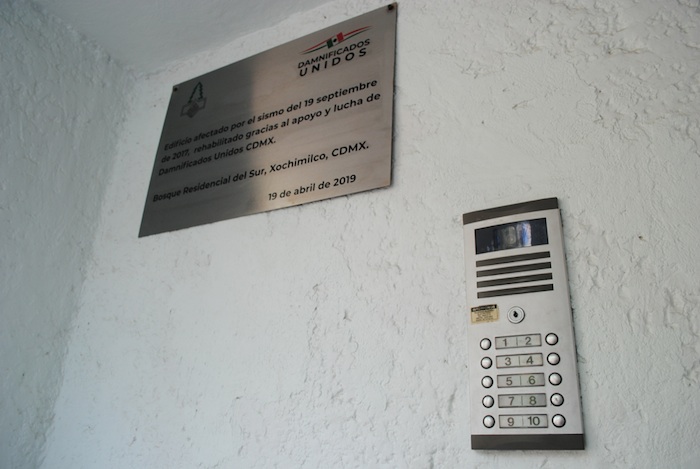 DAMNIFICADOS
UNIDOS
Edificio afectado por el sismo del 19 septiembre
de 2017, rehabilitado gracias al apoyo y lucha de
Damnificados Unidos CDMX.
Bosque Residencial del Sur, Xochimilco, CDMX.
19 de abril de 2019
1 2
3 4
5 6
7 8
9 10